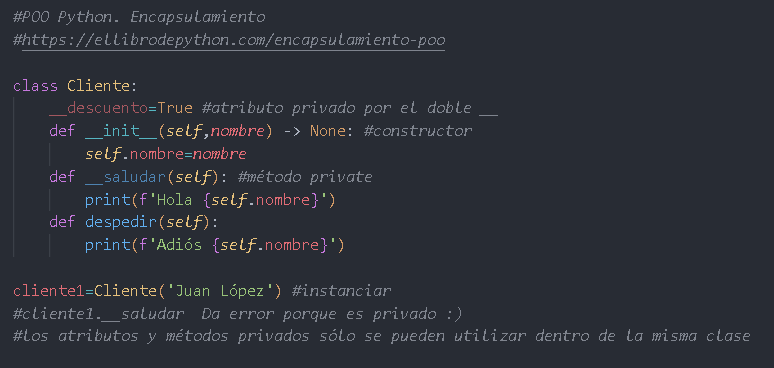 #POO Python. Encapsulamiento
#https://ellibrodepython.com/encapsulamiento-poo
class Cliente:
__descuento=True #atributo privado por el doble __
def __init__(self,nombre) -> None: #constructor
self.nombre=nombre
def __saludar(self): #método private
print(f'Hola {self.nombre}')
def despedir(self):
print(f'Adiós {self.nombre}')
cliente1=Cliente('Juan López') #instanciar
#cliente1.__saludar  Da error porque es privado :)
#los atributos y métodos privados sólo se pueden utilizar dentro de la misma clase